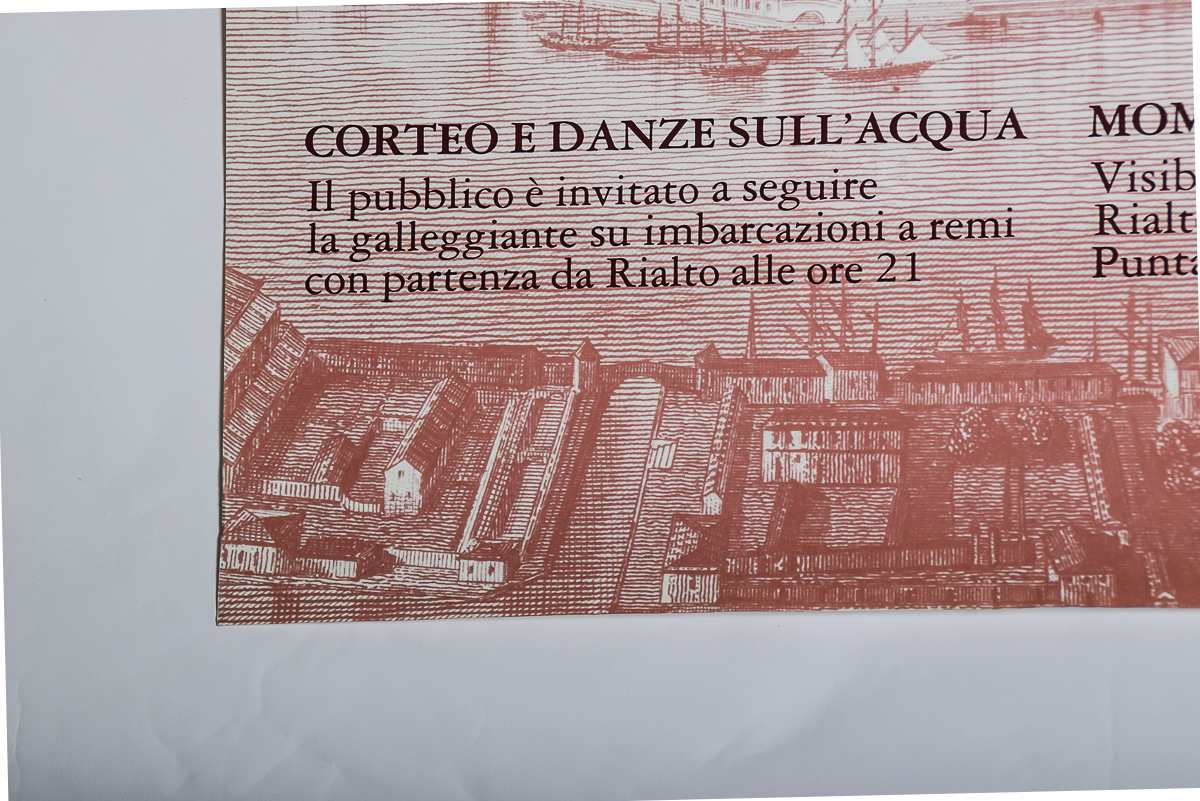 CORTEO E DANZE SULL'ACQUA
Il pubblico è invitato a seguire
la galleggiante su imbarcazioni a remi
con partenza da Rialto alle ore 21